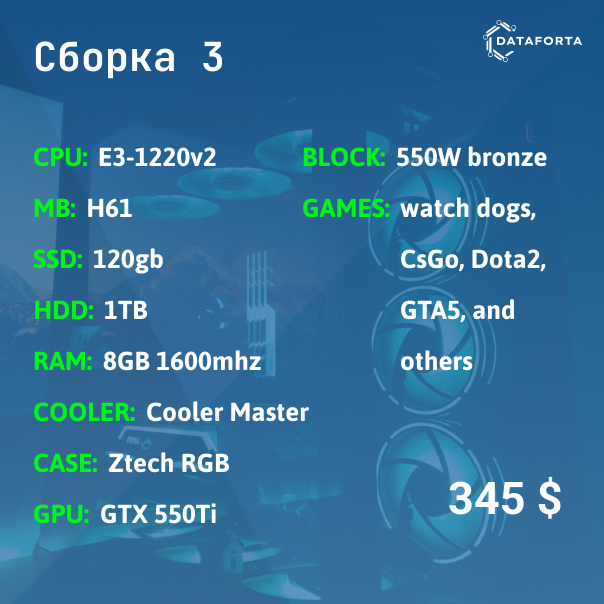 DATAFORTA
Сборка 3
CPU: E3-1220v2
MB: H61
SSD: 120gb
HDD: 1TB
RAM: 8GB 1600mhz
COOLER: Cooler Master
CASE: Ztech RGB
GPU: GTX 550Ti
BLOCK: 550W bronze
GAMES: watch dogs,
CsGo, Dota2,
GTA5, and
others
345 $